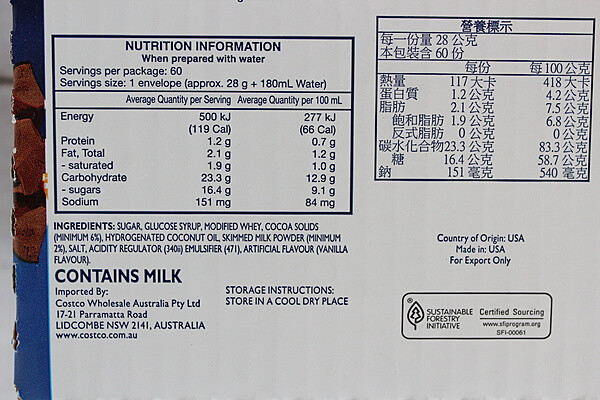 NUTRITION INFORMATION
When prepared with water
Servings per package: 60
Servings size: 1 envelope (approx. 28 g + 180mL Water)
Average Quantity per Serving Average Quantity per 100 mL
Energy 500 kJ 277 kJ
(119 Cal) (66 Cal)
Protein 1.2 g 0.7 g
Fat, Total 2.1 g 1.2 g
- saturated 1.9 g 1.0 g
Carbohydrate 23.3 g 12.9 g
- sugars 16.4 g 9.1 g
Sodium 151 mg 84 mg
INGREDIENTS: SUGAR, GLUCOSE SYRUP, MODIFIED WHEY, COCOA SOLIDS
(MINIMUM 6%), HYDROGENATED COCONUT OIL, SKIMMED MILK POWDER (MINIMUM
2%), SALT, ACIDITY REGULATOR (340ii) EMULSIFIER (471), ARTIFICIAL FLAVOUR (VANILLA
FLAVOUR).
CONTAINS MILK
Imported By:
Costco Wholesale Australia Pty Ltd
17-21 Parramatta Road
LIDCOMBE NSW 2141, AUSTRALIA
www.costco.com.au
STORAGE INSTRUCTIONS:
STORE IN A COOL DRY PLACE
營養標示
每一份量 28 公克
本包裝含 60 份
每份 每100公克
熱量 117 大卡 418 大卡
蛋白質 1.2 公克 4.2 公克
脂肪 2.1 公克 7.5 公克
飽和脂肪 1.9 公克 6.8 公克
反式脂肪 0 公克 0 公克
碳水化合物 23.3 公克 83.3 公克
糖 16.4 公克 58.7 公克
鈉 151 毫克 540 毫克
Country of Origin: USA
Made in: USA
For Export Only
SUSTAINABLE
FORESTRY
INITIATIVE
Certified Sourcing
www.sfiprogram.org
SFI-00061